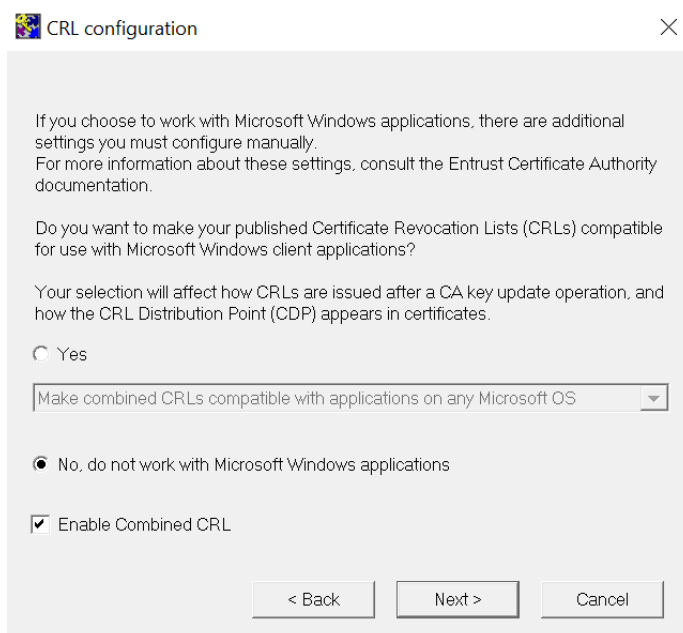 CRL configuration
If you choose to work with Microsoft Windows applications, there are additional
settings you must configure manually.
For more information about these settings, consult the Entrust Certificate Authority
documentation.
Do you want to make your published Certificate Revocation Lists (CRLs) compatible
for use with Microsoft Windows client applications?
Your selection will affect how CRLs are issued after a CA key update operation, and
how the CRL Distribution Point (CDP) appears in certificates.
Yes
Make combined CRLs compatible with applications on any Microsoft OS
No, do not work with Microsoft Windows applications
Enable Combined CRL
< Back Next > Cancel